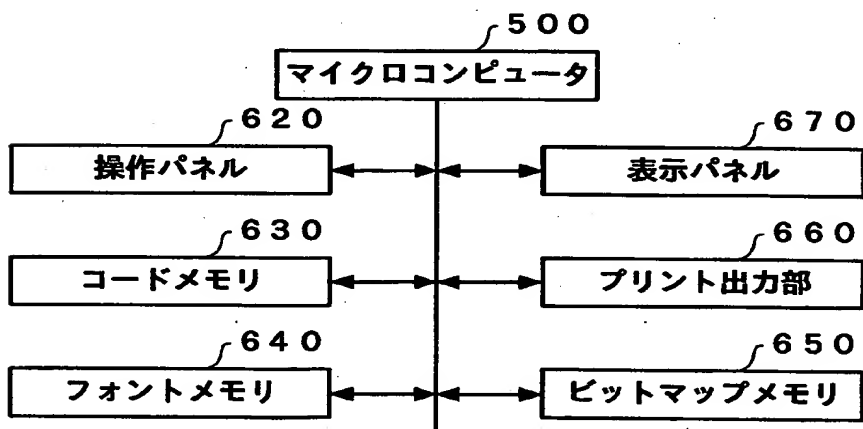 ５００
マイクロコンピュータ
６２０
６７０
操作パネル
表示パネル
６３０
６６０
コードメモリ
プリント出力部
６４０
６５０
フォントメモリ
ビットマップメモリ